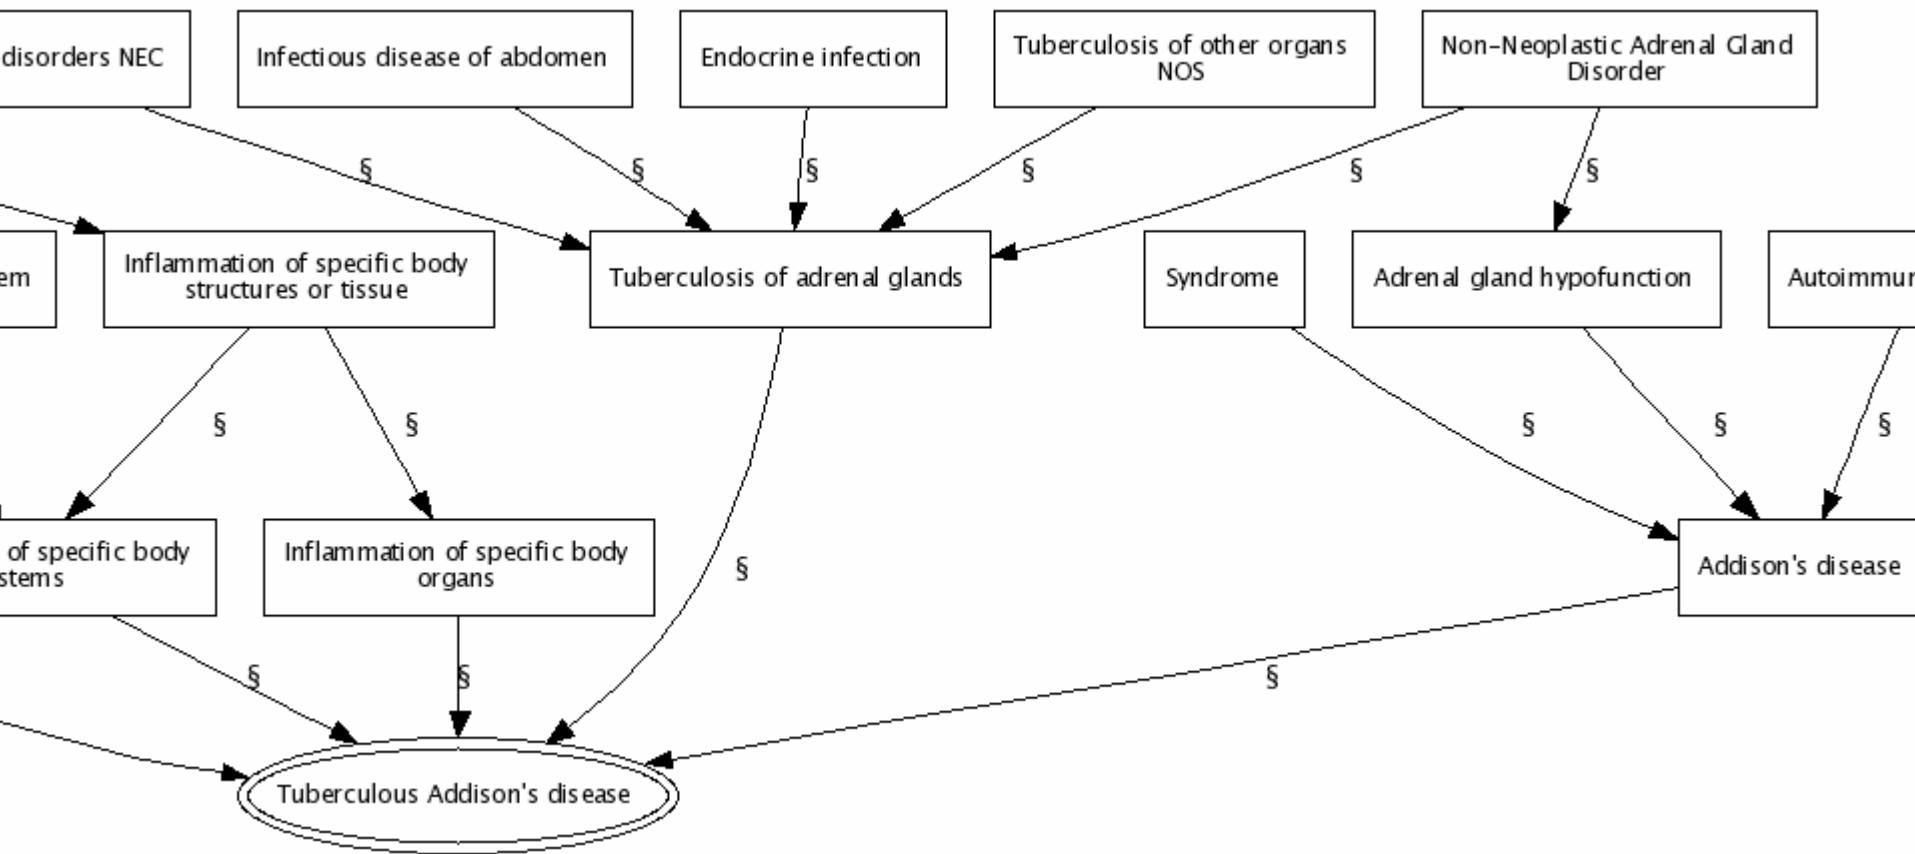 disorders NEC
Infectious disease of abdomen
Endocrine infection
Tuberculosis of other organs
NOS
Non-Neoplastic Adrenal Gland
Disorder
§
§
§
§
§
§
em
Inflammation of specific body
structures or tissue
Tuberculosis of adrenal glands
Syndrome
Adrenal gland hypofunction
Autoimmun
§
§
§
§
§
of specific body
stems
Inflammation of specific body
organs
§
Addison's disease
§
§
§
Tuberculous Addison's disease